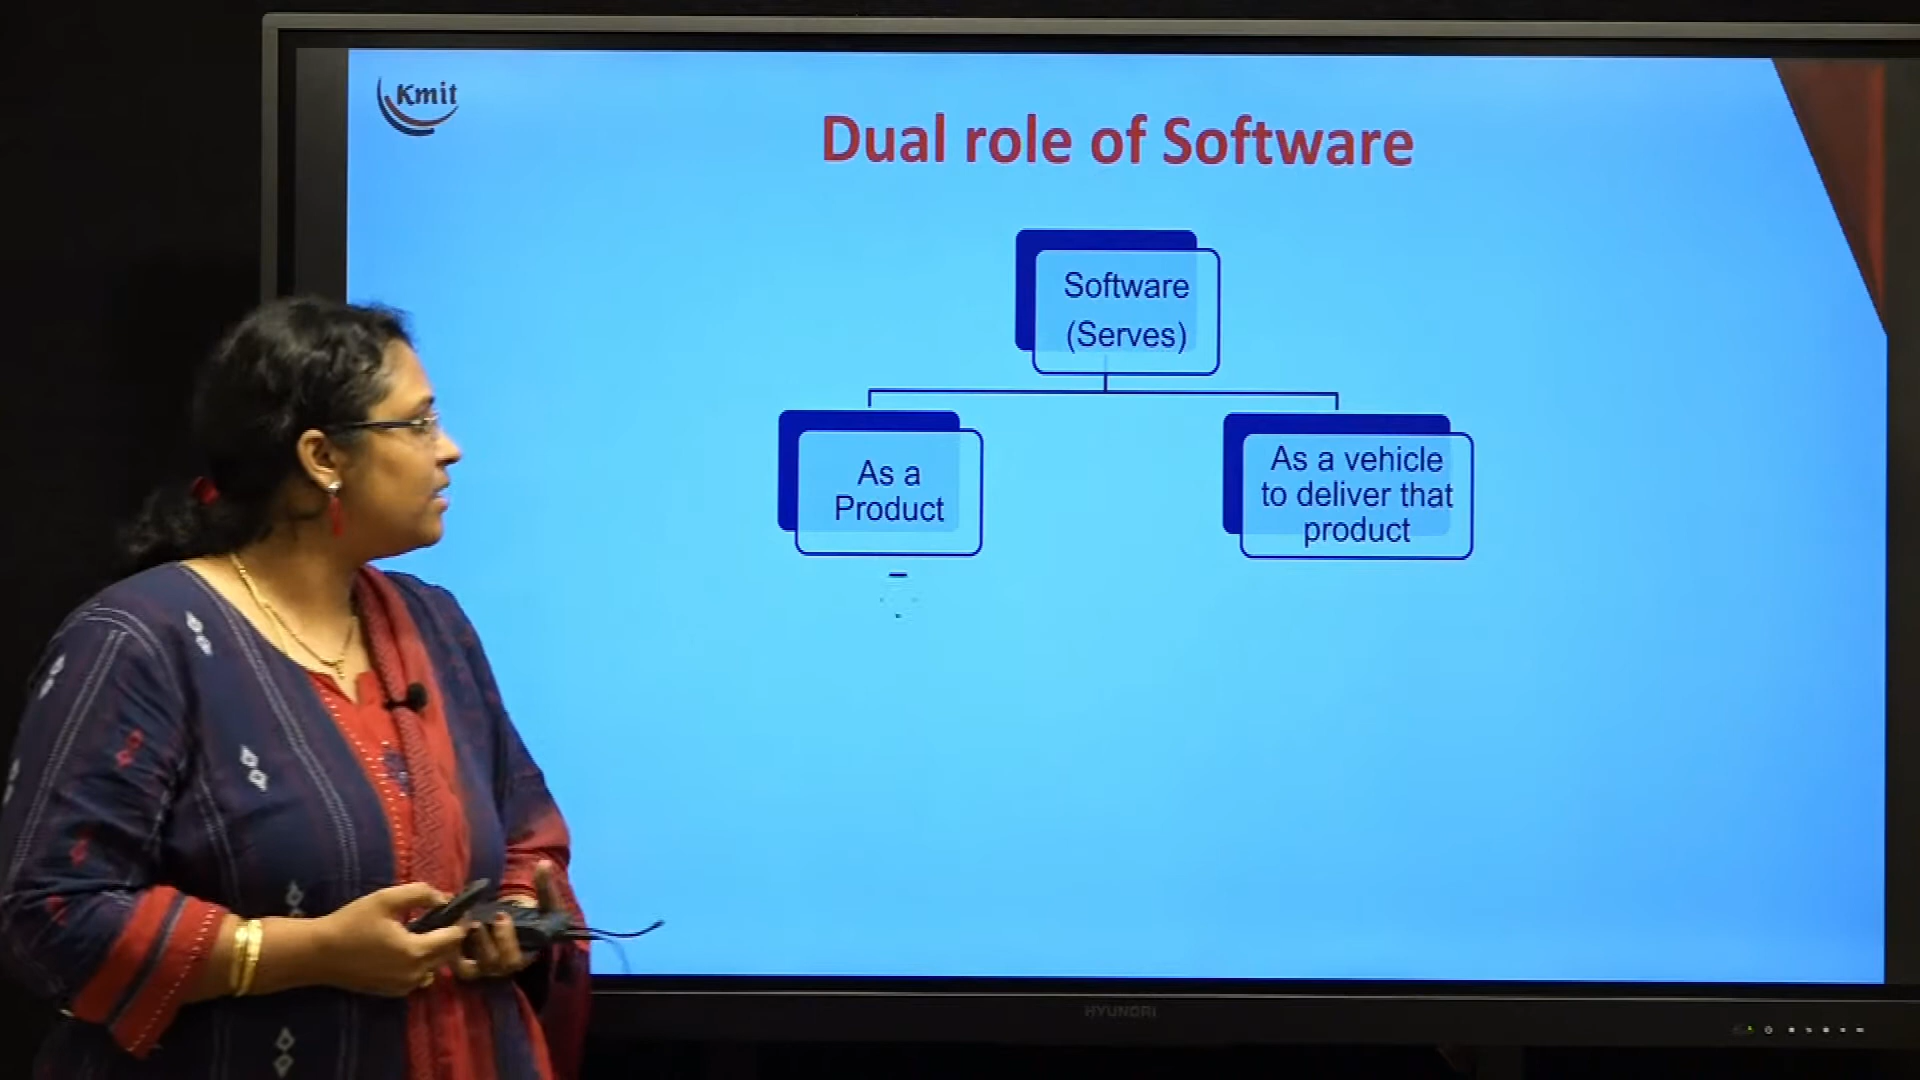 Kmit
Dual role of Software
Software
(Serves)
As a
Product
As a vehicle
to deliver that
product
HYUNDAI